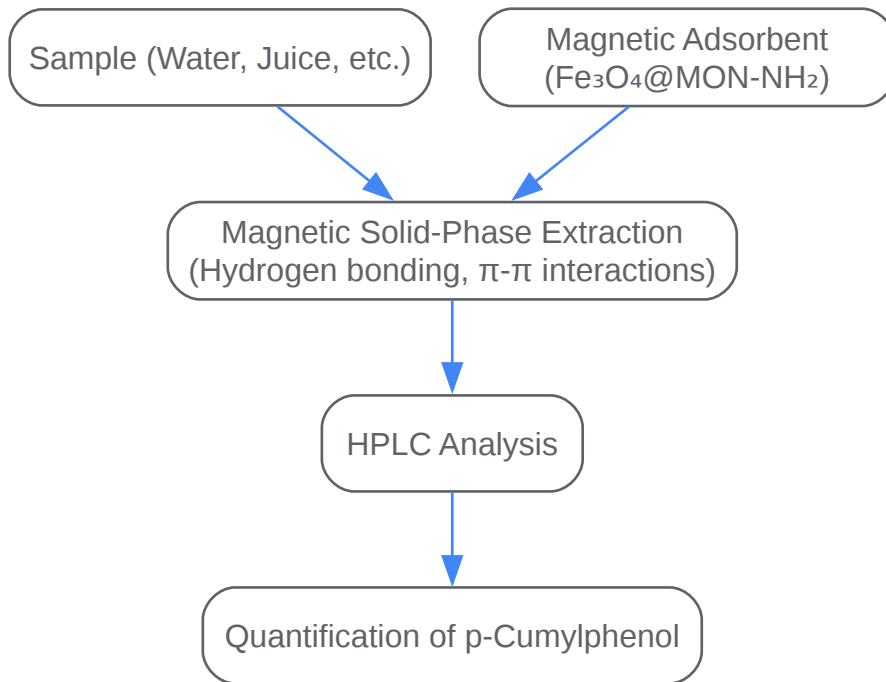 Sample (Water, Juice, etc.)
Magnetic Adsorbent
(Fe₃O₄@MON-NH₂)
Magnetic Solid-Phase Extraction
(Hydrogen bonding, π-π interactions)
HPLC Analysis
Quantification of p-Cumylphenol